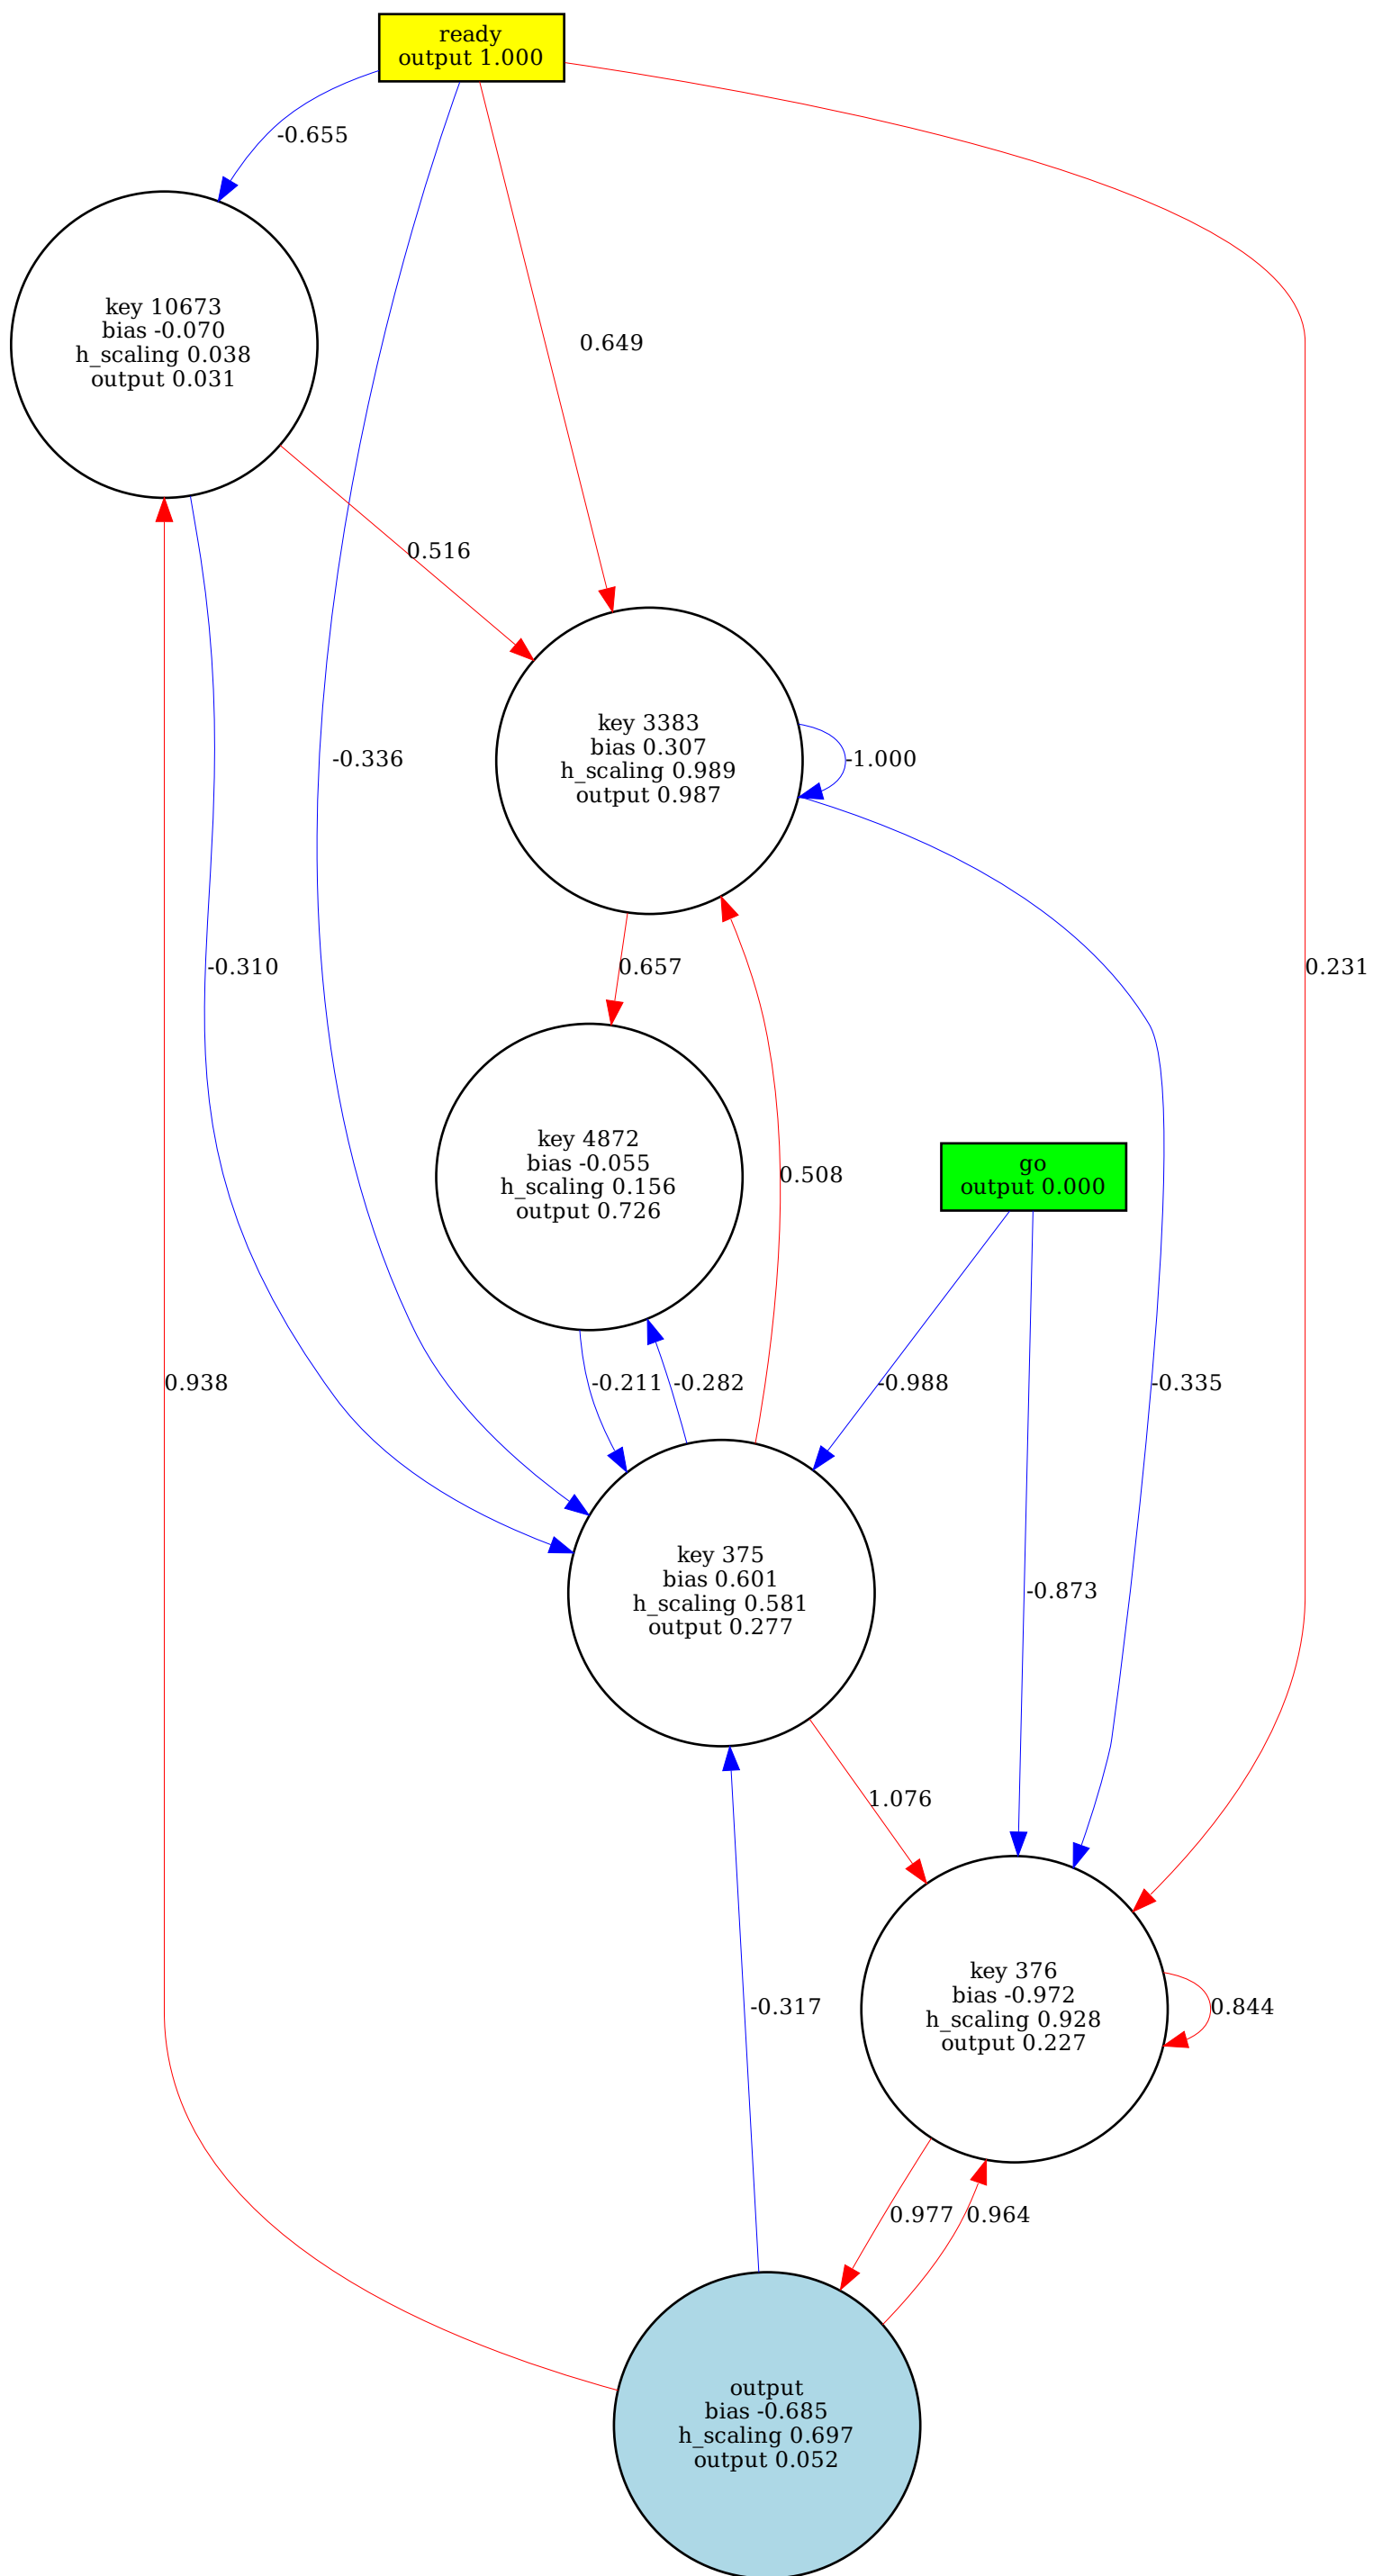 ready
output 1.000
-0.655
key 10673
bias -0.070
h_scaling 0.038
output 0.031
0.649
0.516
key 3383
bias 0.307
h_scaling 0.989
output 0.987
-0.336
-1.000
-0.310
0.657
0.231
key 4872
bias -0.055
h_scaling 0.156
output 0.726
0.508
go
output 0.000
0.938
-0.211
-0.282
-0.988
-0.335
key 375
bias 0.601
h_scaling 0.581
output 0.277
-0.873
1.076
key 376
bias -0.972
h_scaling 0.928
output 0.227
-0.317
0.844
0.977
0.964
output
bias -0.685
h_scaling 0.697
output 0.052